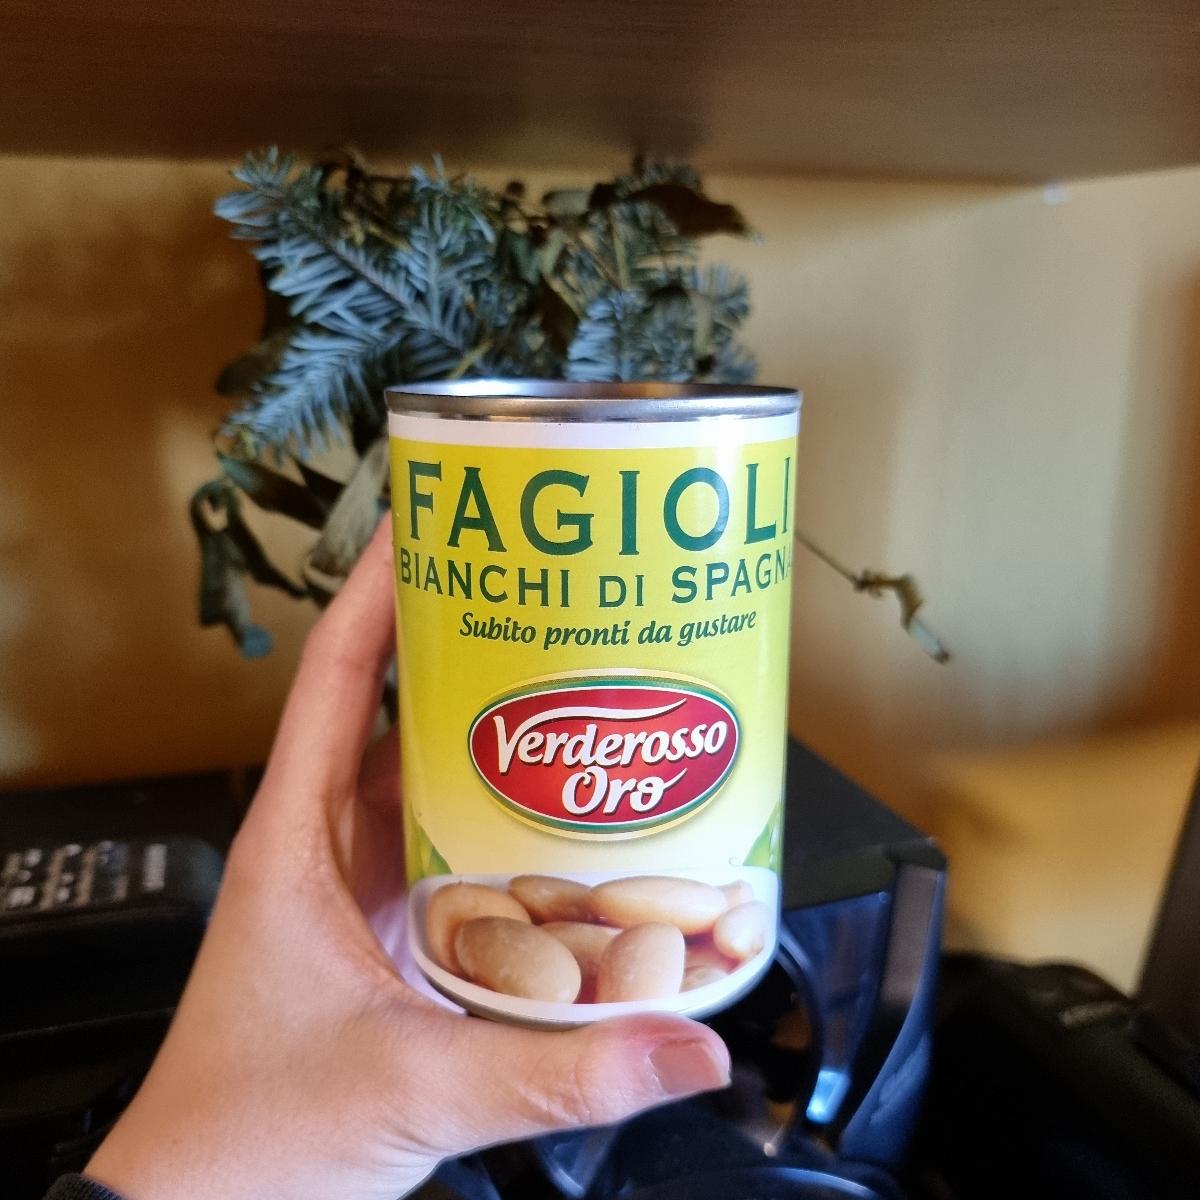 FAGIOLI
BIANCHI DI SPAGNA
Subito pronti da gustare
Verderosso
Oro